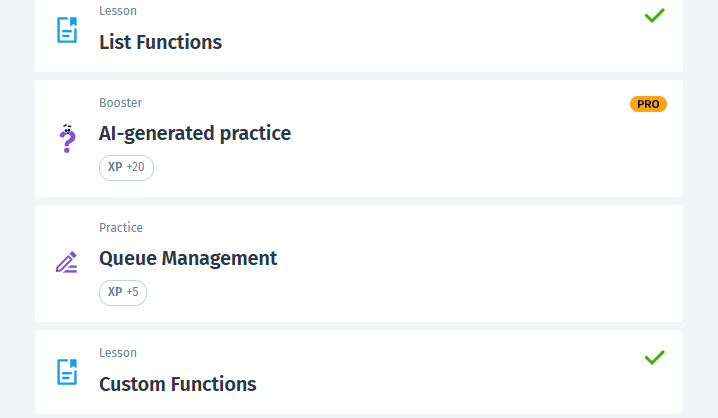 Lesson
List Functions
Booster
PRO
AI-generated practice
XP +20
Practice
Queue Management
XP +5
Lesson
Custom Functions